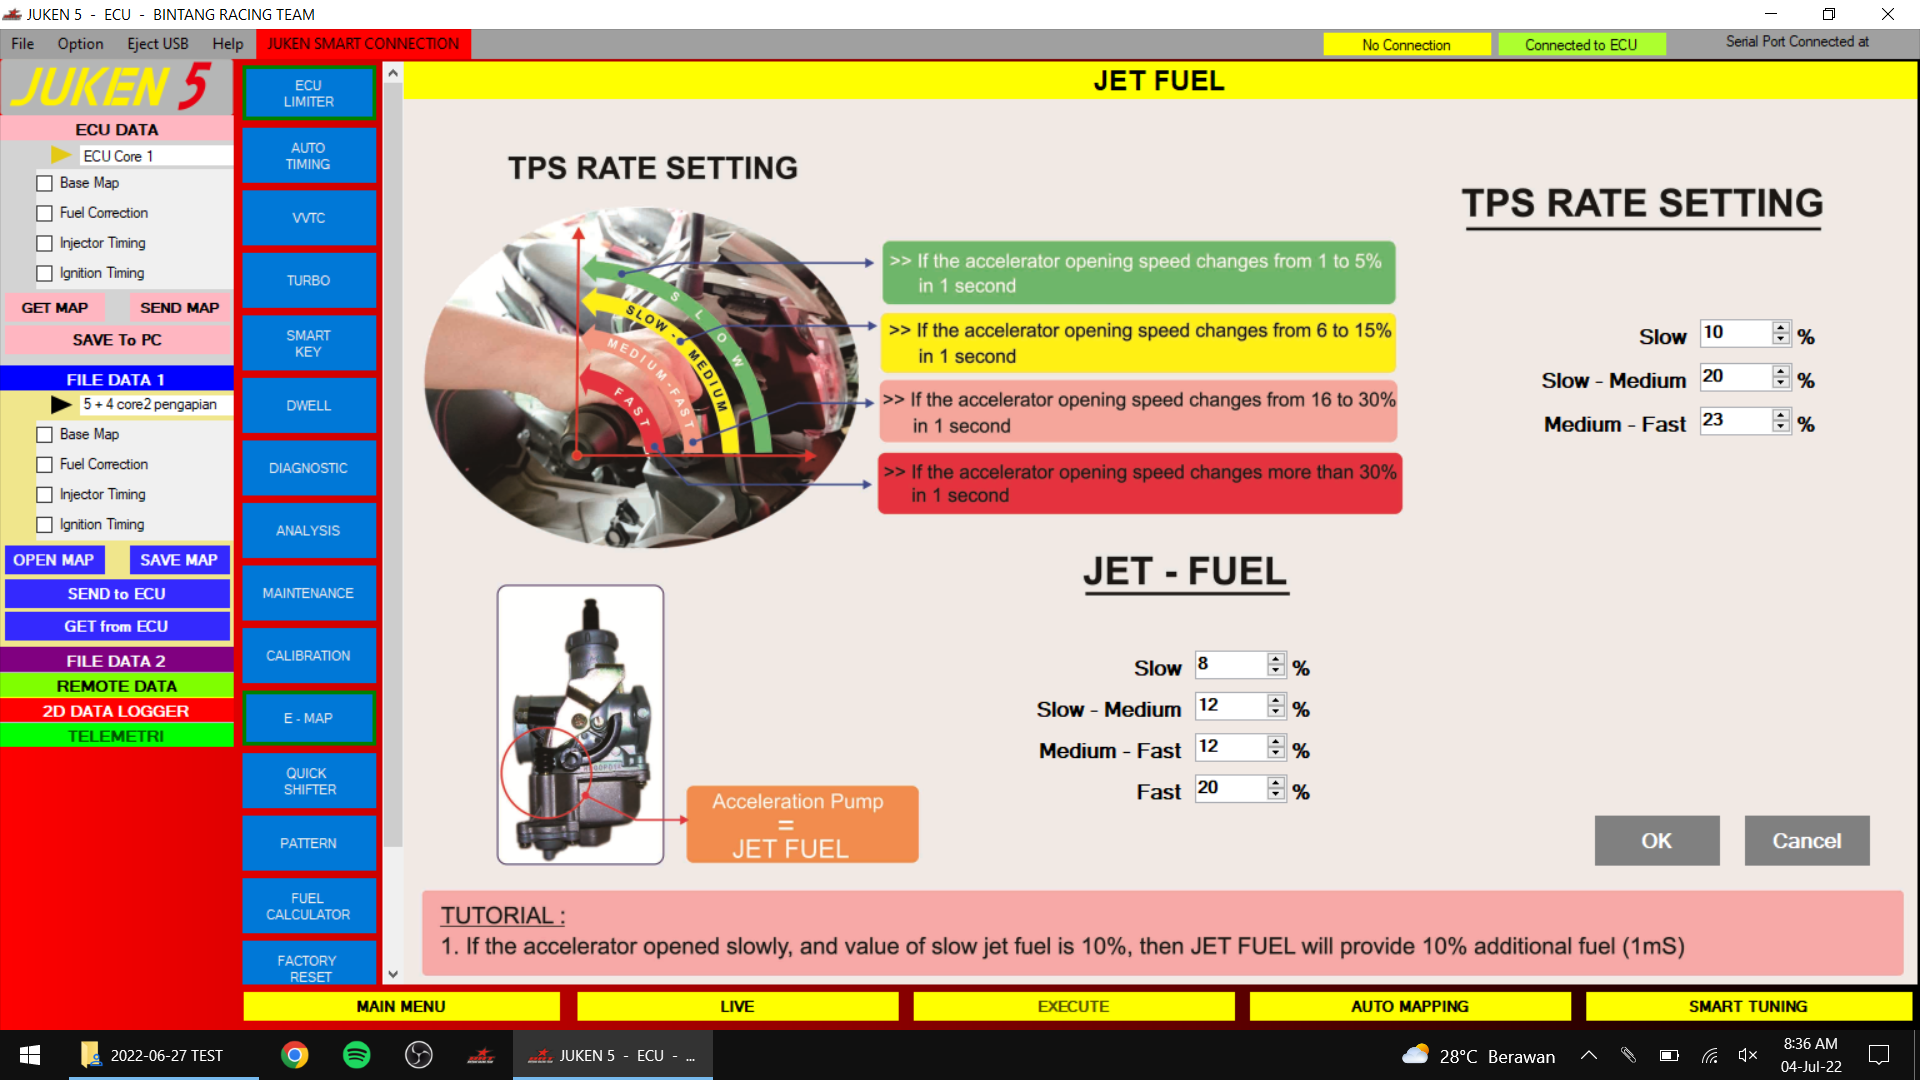 JUKEN 5 - ECU - BINTANG RACING TEAM
File Option Eject USB Help JUKEN SMART CONNECTION No Connection Connected to ECU Serial Port Connected at
JUKEN 5
ECU DATA
ECU Core 1
Base Map
Fuel Correction
Injector Timing
Ignition Timing
GET MAP SEND MAP
SAVE To PC
FILE DATA 1
5 + 4 core2 pengapian
Base Map
Fuel Correction
Injector Timing
Ignition Timing
OPEN MAP SAVE MAP
SEND to ECU
GET from ECU
FILE DATA 2
REMOTE DATA
2D DATA LOGGER
TELEMETRI
ECU
LIMITER
AUTO
TIMING
VVTC
TURBO
SMART
KEY
DWELL
DIAGNOSTIC
ANALYSIS
MAINTENANCE
CALIBRATION
E - MAP
QUICK
SHIFTER
PATTERN
FUEL
CALCULATOR
FACTORY
RESET
JET FUEL
TPS RATE SETTING
SLOW
SLOW - MEDIUM
MEDIUM - FAST
FAST
>> If the accelerator opening speed changes from 1 to 5%
in 1 second
>> If the accelerator opening speed changes from 6 to 15%
in 1 second
>> If the accelerator opening speed changes from 16 to 30%
in 1 second
>> If the accelerator opening speed changes more than 30%
in 1 second
TPS RATE SETTING
Slow 10 %
Slow - Medium 20 %
Medium - Fast 23 %
JET - FUEL
Slow 8 %
Slow - Medium 12 %
Medium - Fast 12 %
Fast 20 %
Acceleration Pump
=
JET FUEL
OK Cancel
TUTORIAL :
1. If the accelerator opened slowly, and value of slow jet fuel is 10%, then JET FUEL will provide 10% additional fuel (1mS)
MAIN MENU LIVE EXECUTE AUTO MAPPING SMART TUNING
2022-06-27 TEST JUKEN 5 - ECU - ... 28°C Berawan 8:36 AM
04-Jul-22